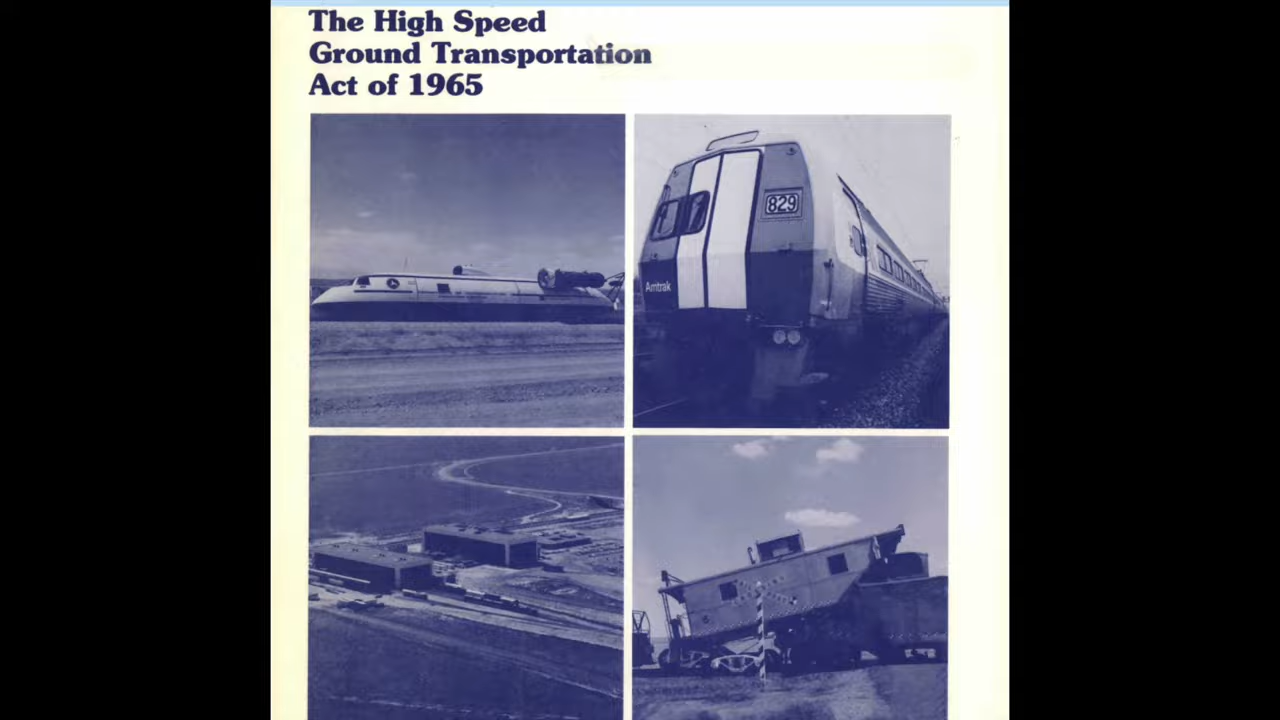 The High Speed
Ground Transportation
Act of 1965
829
Amtrak